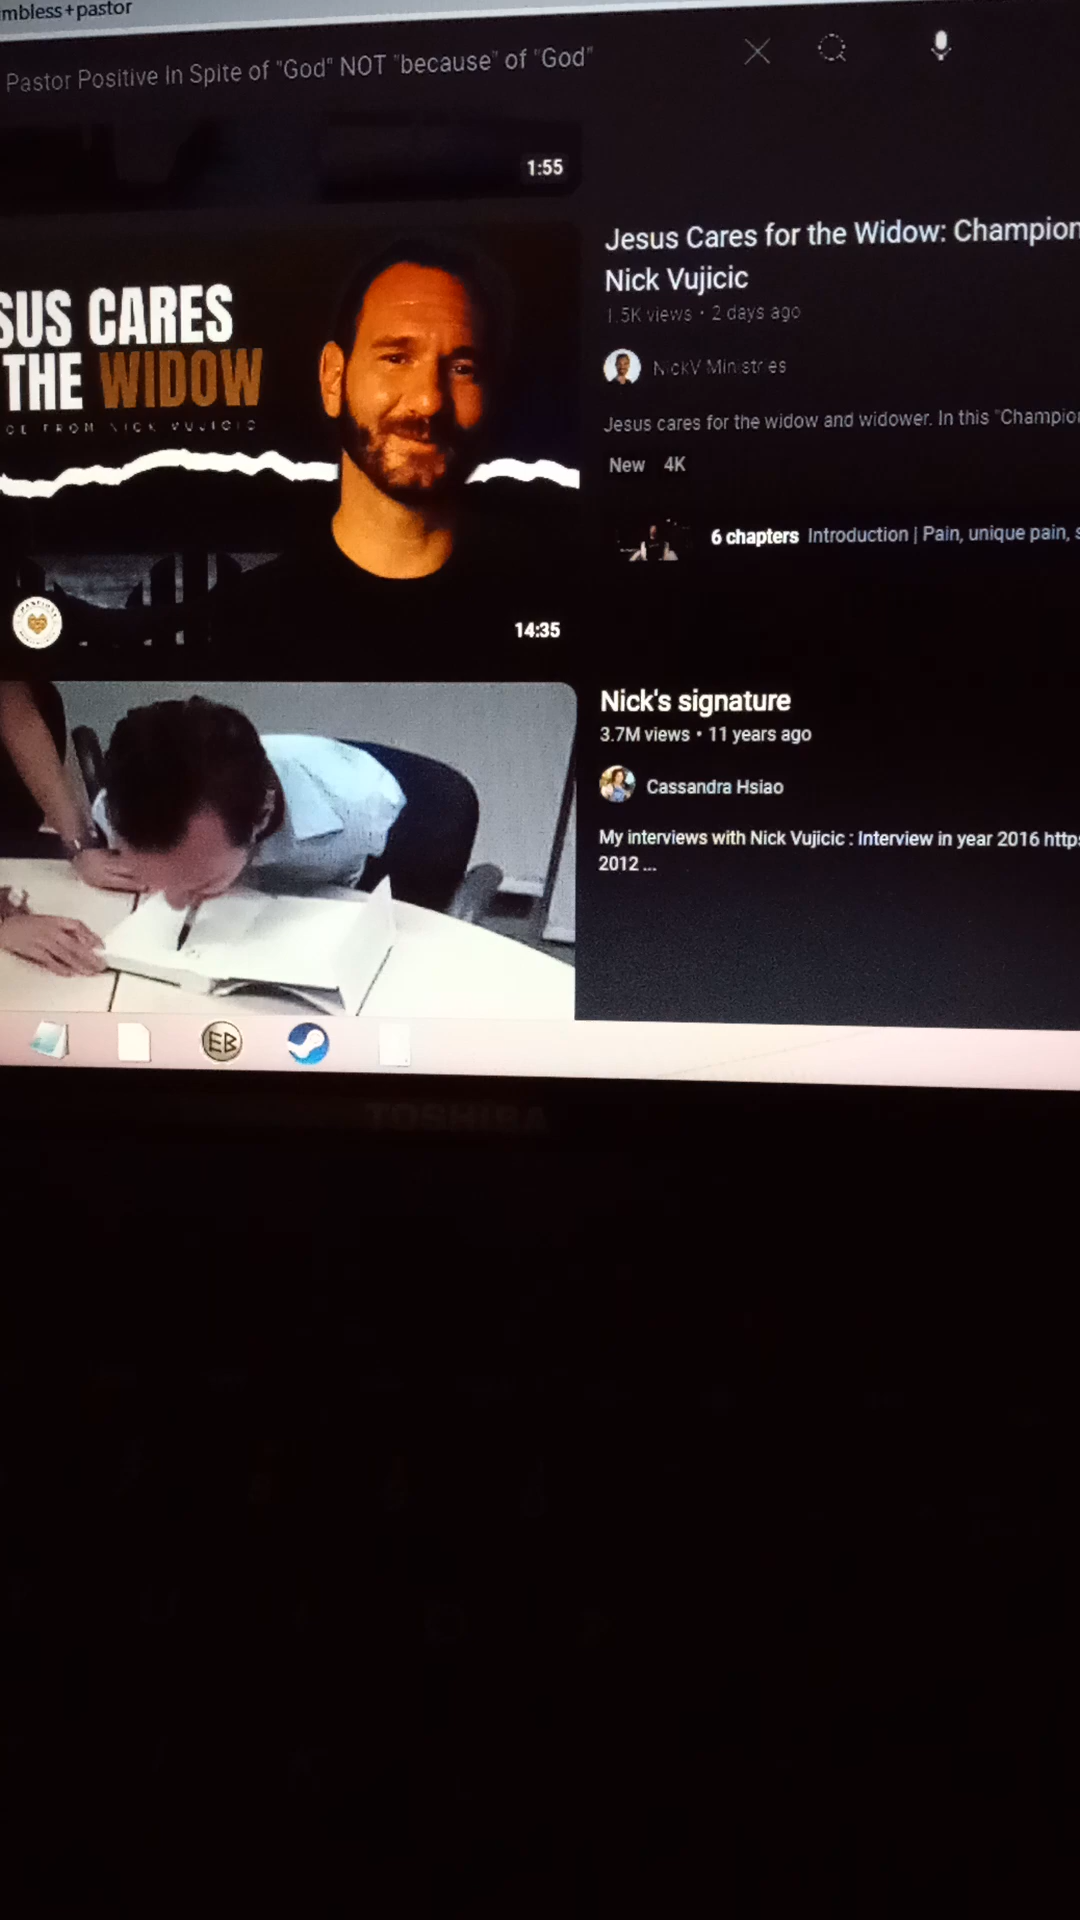 mbless+pastor
Pastor Positive In Spite of "God" NOT "because" of "God"
1:55
SUS CARES
THE WIDOW
CE FROM NICK VUJICIC
14:35
Jesus Cares for the Widow: Champion
Nick Vujicic
1.5K views • 2 days ago
NickV Ministries
Jesus cares for the widow and widower. In this "Champion
New 4K
6 chapters Introduction | Pain, unique pain, s
Nick's signature
3.7M views • 11 years ago
Cassandra Hsiao
My interviews with Nick Vujicic : Interview in year 2016 https
2012 ...
EB
TOSHIBA